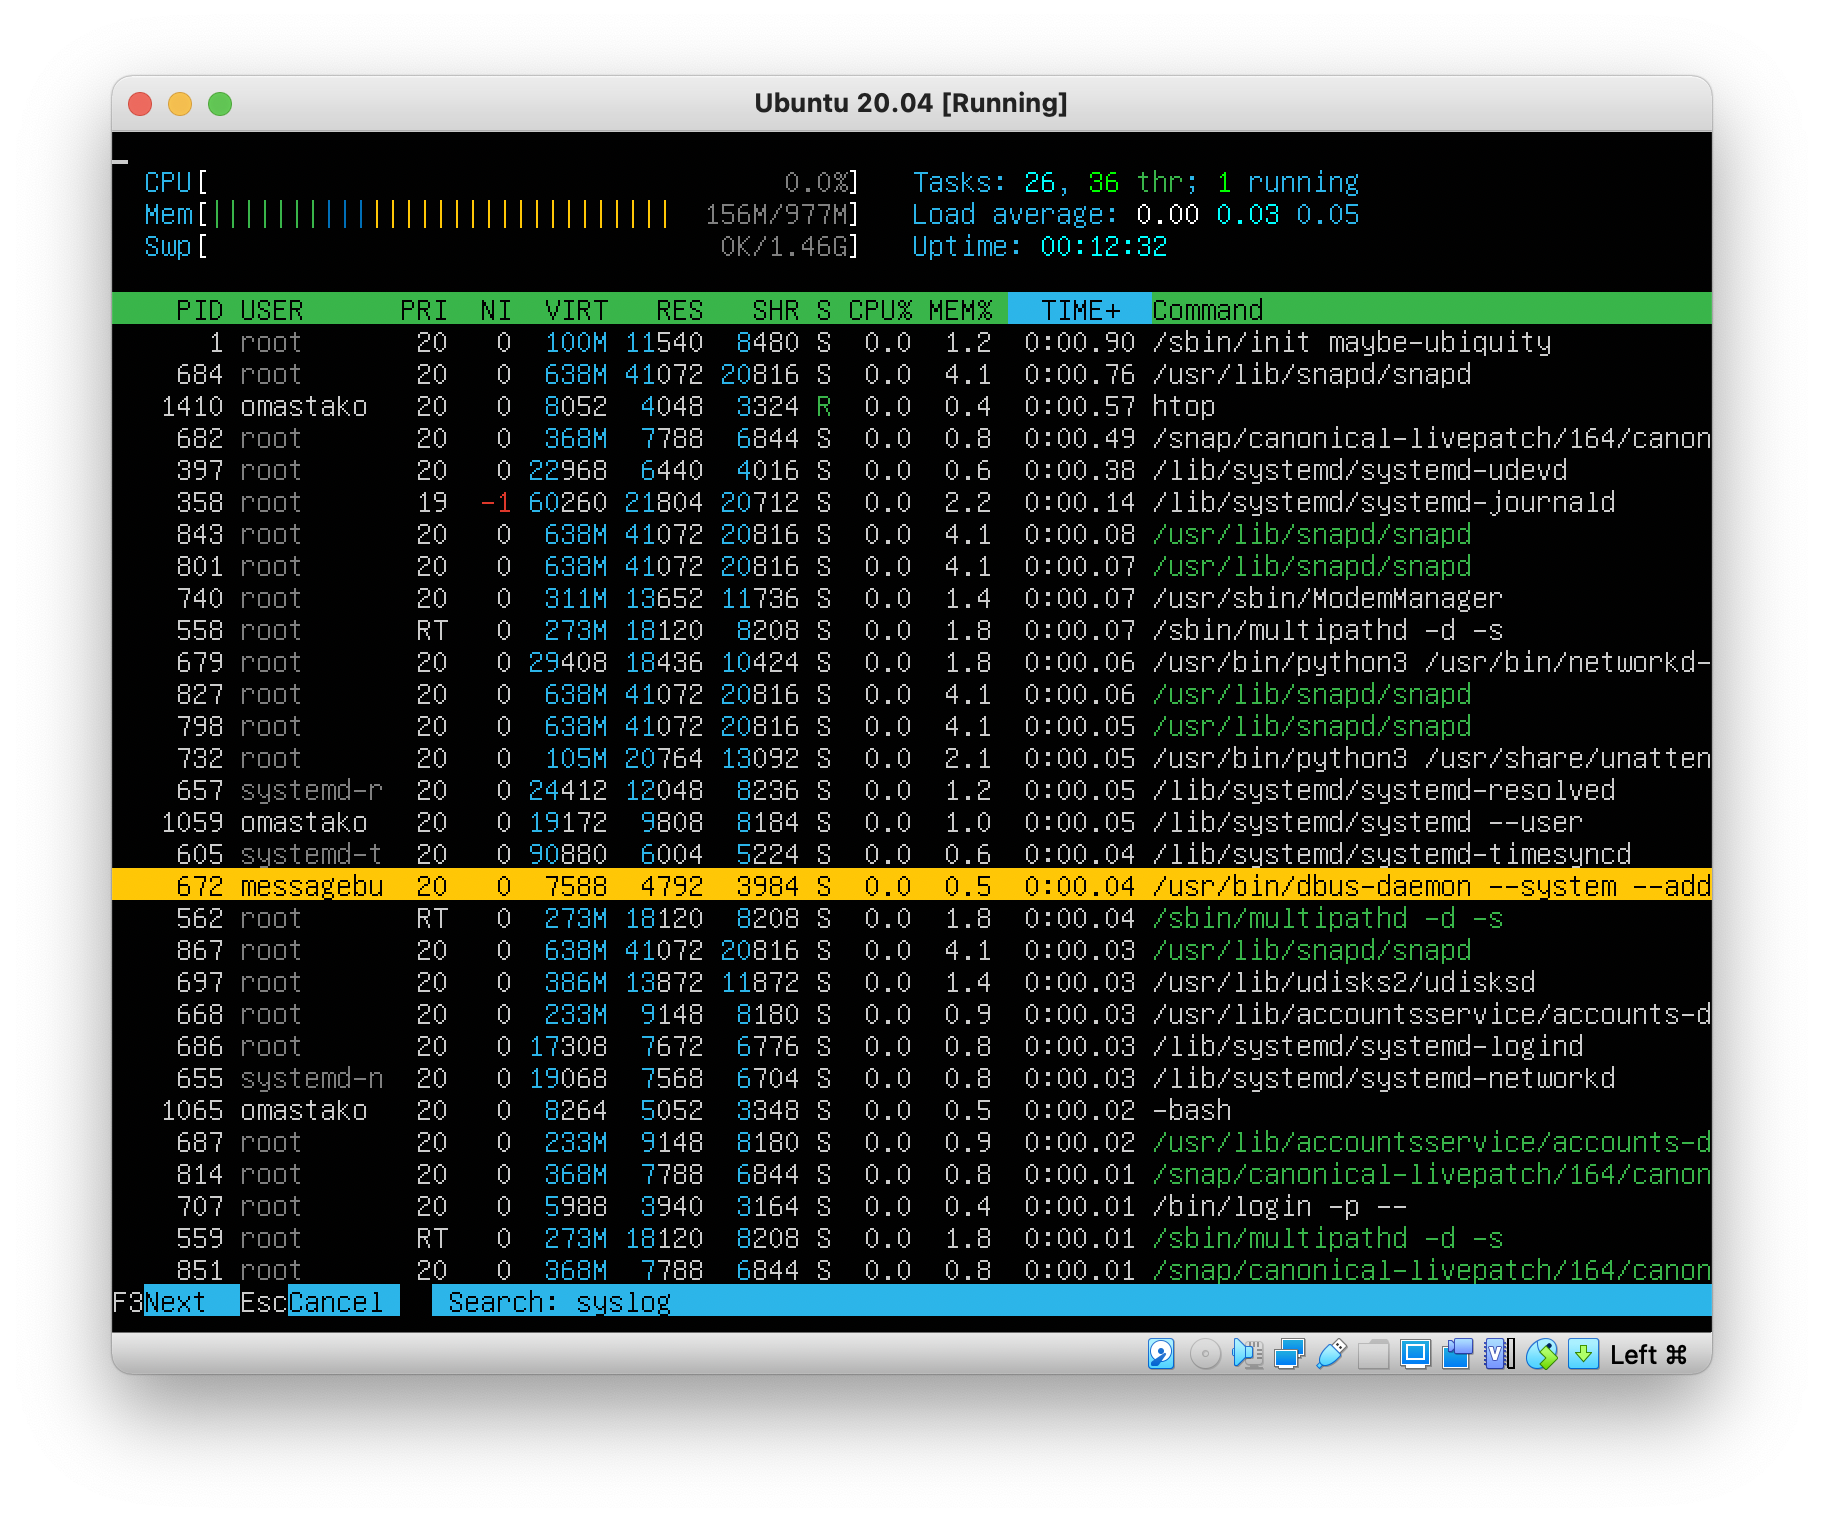 Ubuntu 20.04 [Running]
CPU[ 0.0%] Tasks: 26, 36 thr; 1 running
Mem[||||||||||||||||||||||||||||| 156M/977M] Load average: 0.00 0.03 0.05
Swp[ 0K/1.46G] Uptime: 00:12:32
PID USER PRI NI VIRT RES SHR S CPU% MEM% TIME+ Command
1 root 20 0 100M 11540 8480 S 0.0 1.2 0:00.90 /sbin/init maybe-ubiquity
684 root 20 0 638M 41072 20816 S 0.0 4.1 0:00.76 /usr/lib/snapd/snapd
1410 omastako 20 0 8052 4048 3324 R 0.0 0.4 0:00.57 htop
682 root 20 0 368M 7788 6844 S 0.0 0.8 0:00.49 /snap/canonical-livepatch/164/canon
397 root 20 0 22968 6440 4016 S 0.0 0.6 0:00.38 /lib/systemd/systemd-udevd
358 root 19 -1 60260 21804 20712 S 0.0 2.2 0:00.14 /lib/systemd/systemd-journald
843 root 20 0 638M 41072 20816 S 0.0 4.1 0:00.08 /usr/lib/snapd/snapd
801 root 20 0 638M 41072 20816 S 0.0 4.1 0:00.07 /usr/lib/snapd/snapd
740 root 20 0 311M 13652 11736 S 0.0 1.4 0:00.07 /usr/sbin/ModemManager
558 root RT 0 273M 18120 8208 S 0.0 1.8 0:00.07 /sbin/multipathd -d -s
679 root 20 0 29408 18436 10424 S 0.0 1.8 0:00.06 /usr/bin/python3 /usr/bin/networkd-
827 root 20 0 638M 41072 20816 S 0.0 4.1 0:00.06 /usr/lib/snapd/snapd
798 root 20 0 638M 41072 20816 S 0.0 4.1 0:00.05 /usr/lib/snapd/snapd
732 root 20 0 105M 20764 13092 S 0.0 2.1 0:00.05 /usr/bin/python3 /usr/share/unatten
657 systemd-r 20 0 24412 12048 8236 S 0.0 1.2 0:00.05 /lib/systemd/systemd-resolved
1059 omastako 20 0 19172 9808 8184 S 0.0 1.0 0:00.05 /lib/systemd/systemd --user
605 systemd-t 20 0 90880 6004 5224 S 0.0 0.6 0:00.04 /lib/systemd/systemd-timesyncd
672 messagebu 20 0 7588 4792 3984 S 0.0 0.5 0:00.04 /usr/bin/dbus-daemon --system --add
562 root RT 0 273M 18120 8208 S 0.0 1.8 0:00.04 /sbin/multipathd -d -s
867 root 20 0 638M 41072 20816 S 0.0 4.1 0:00.03 /usr/lib/snapd/snapd
697 root 20 0 386M 13872 11872 S 0.0 1.4 0:00.03 /usr/lib/udisks2/udisksd
668 root 20 0 233M 9148 8180 S 0.0 0.9 0:00.03 /usr/lib/accountsservice/accounts-d
686 root 20 0 17308 7672 6776 S 0.0 0.8 0:00.03 /lib/systemd/systemd-logind
655 systemd-n 20 0 19068 7568 6704 S 0.0 0.8 0:00.03 /lib/systemd/systemd-networkd
1065 omastako 20 0 8264 5052 3348 S 0.0 0.5 0:00.02 -bash
687 root 20 0 233M 9148 8180 S 0.0 0.9 0:00.02 /usr/lib/accountsservice/accounts-d
814 root 20 0 368M 7788 6844 S 0.0 0.8 0:00.01 /snap/canonical-livepatch/164/canon
707 root 20 0 5988 3940 3164 S 0.0 0.4 0:00.01 /bin/login -p --
559 root RT 0 273M 18120 8208 S 0.0 1.8 0:00.01 /sbin/multipathd -d -s
851 root 20 0 368M 7788 6844 S 0.0 0.8 0:00.01 /snap/canonical-livepatch/164/canon
F3Next EscCancel Search: syslog
Left ⌘